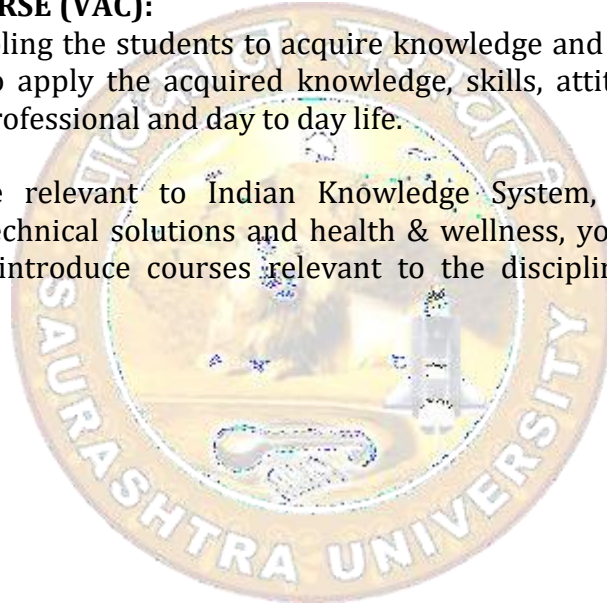 RSE (VAC):
ling the students to acquire knowledge and
apply the acquired knowledge, skills, attit
rofessional and day to day life.
relevant to Indian Knowledge System,
echnical solutions and health & wellness, yo
introduce courses relevant to the disciplin
SAURASHTRA UNIVERSITY